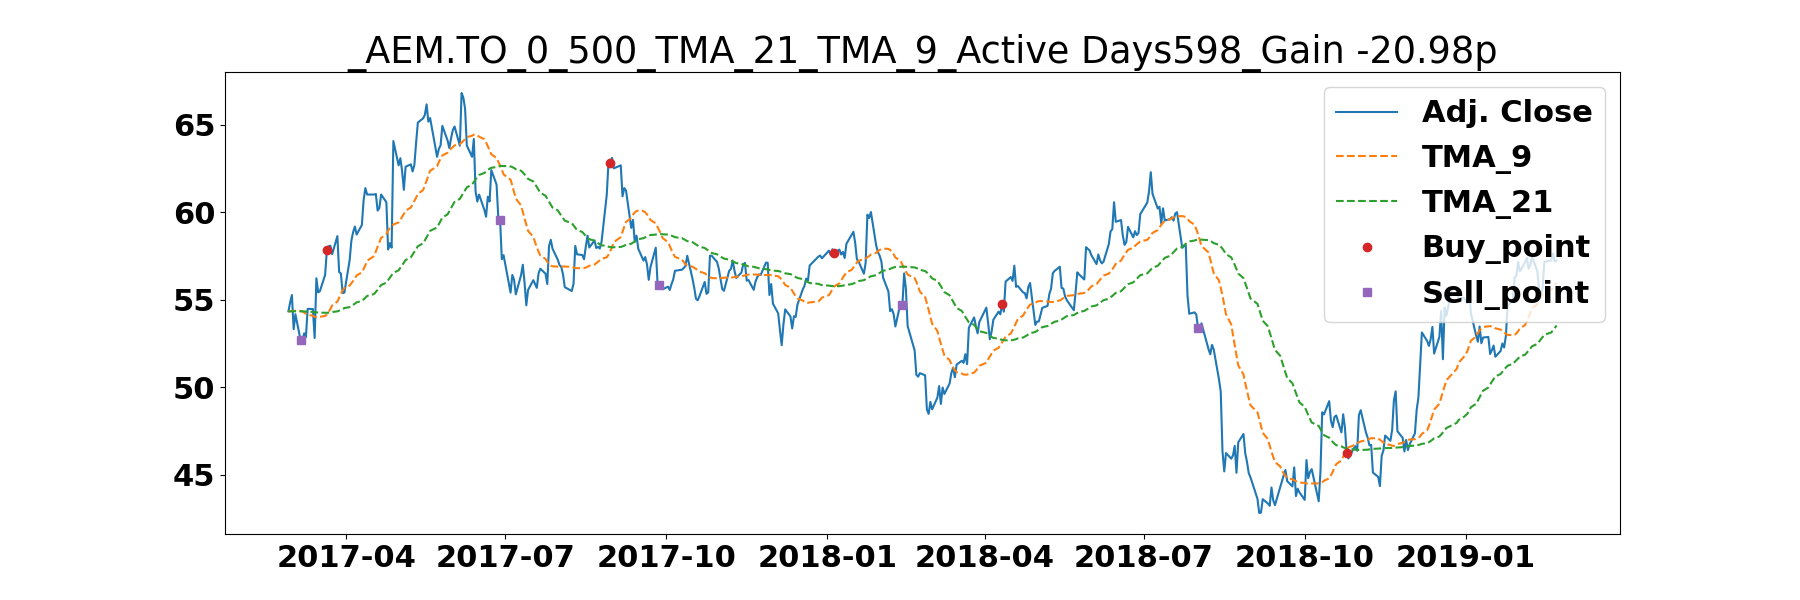 _AEM.TO_0_500_TMA_21_TMA_9_Active Days598_Gain -20.98p
65
60
55
50
45
Adj. Close
TMA_9
TMA_21
Buy_point
Sell_point
2017-04 2017-07 2017-10 2018-01 2018-04 2018-07 2018-10 2019-01